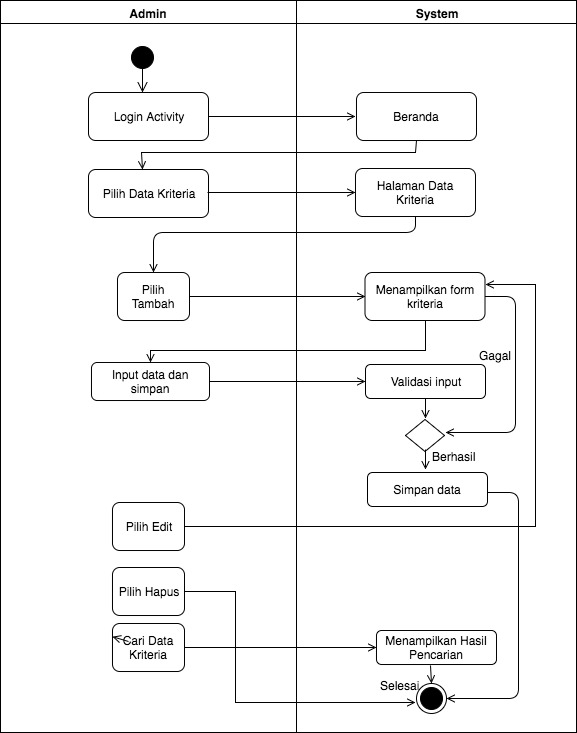 Admin
System
Login Activity
Beranda
Pilih Data Kriteria
Halaman Data
Kriteria
Pilih
Tambah
Menampilkan form
kriteria
Gagal
Input data dan
simpan
Validasi input
Berhasil
Simpan data
Pilih Edit
Pilih Hapus
Cari Data
Kriteria
Menampilkan Hasil
Pencarian
Selesai